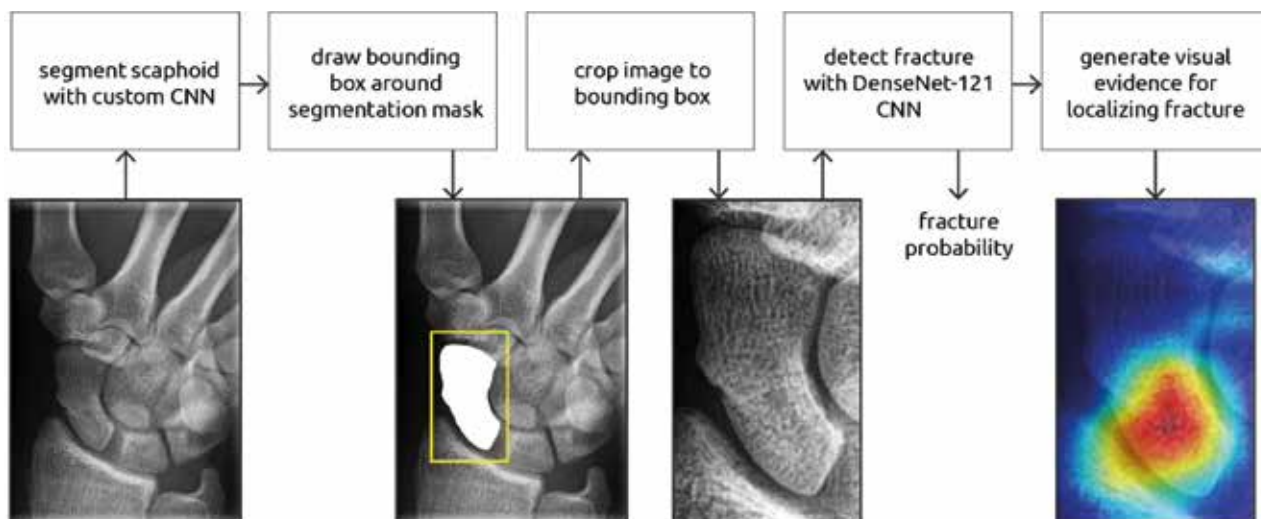 segment scaphoid
with custom CNN
draw bounding
box around
segmentation mask
crop image to
bounding box
detect fracture
with DenseNet-121
CNN
generate visual
evidence for
localizing fracture
fracture
probability